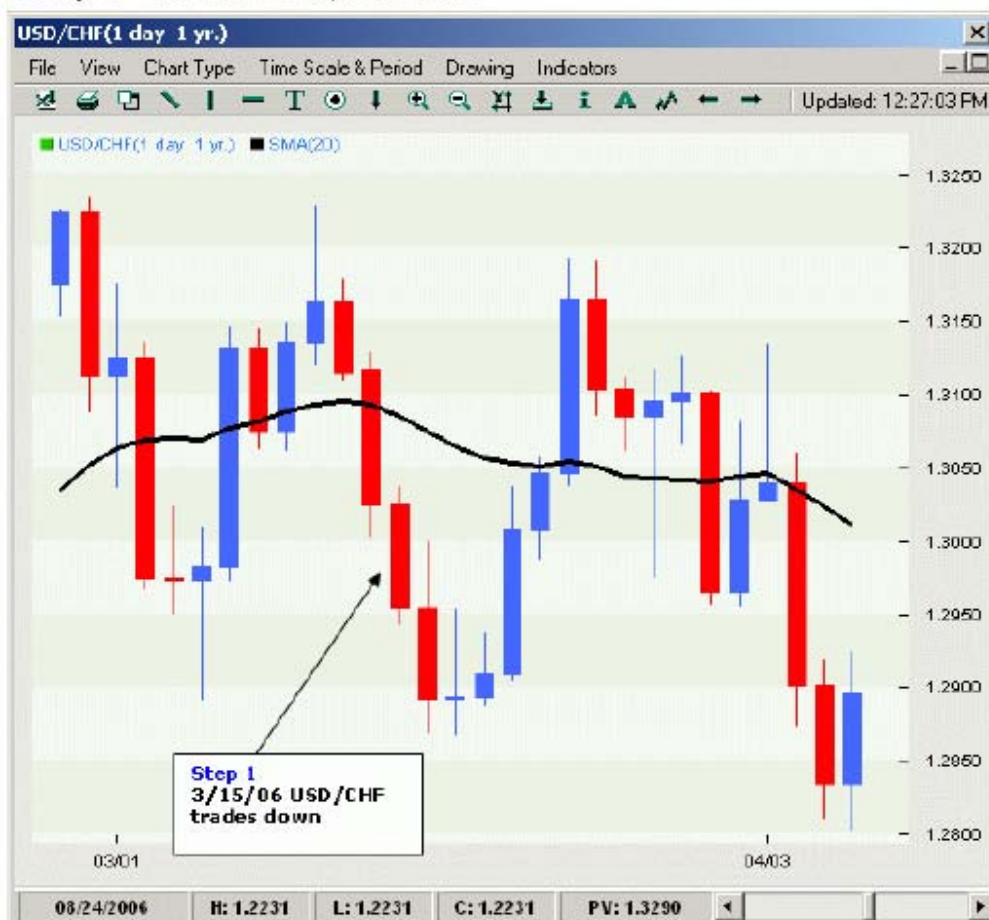 USD/CHF(1 day 1 yr.)
File View Chart Type Time Scale & Period Drawing Indicators
T i A Updated: 12:27:03 PM
USD/CHF(1 day 1 yr.) SMA(20)
1.3250
1.3200
1.3150
1.3100
1.3050
1.3000
1.2950
1.2900
1.2950
1.2800
Step 1
3/15/06 USD/CHF
trades down
03/01 04/03
08/24/2006 H: 1.2231 L: 1.2231 C: 1.2231 PV: 1.3290